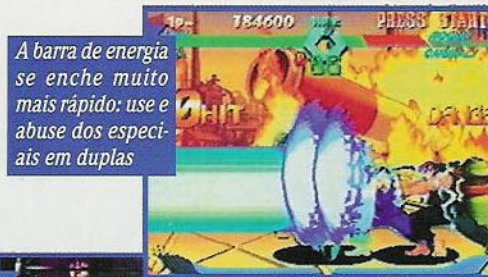 A barra de energia
se enche muito
mais rápido: use e
abuse dos especi-
ais em duplas
1P- 784600 PRESS START
HIT